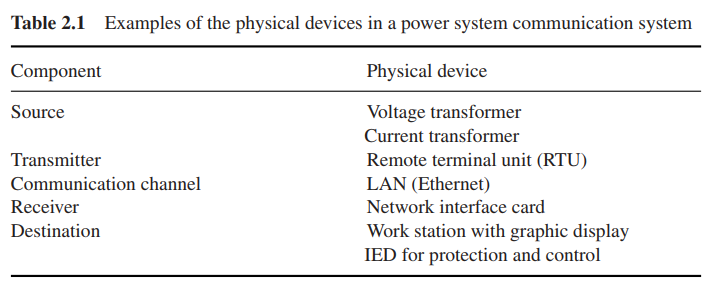 Table 2.1 Examples of the physical devices in a power system communication system
Component Physical device
Source Voltage transformer
Current transformer
Transmitter Remote terminal unit (RTU)
Communication channel LAN (Ethernet)
Receiver Network interface card
Destination Work station with graphic display
IED for protection and control